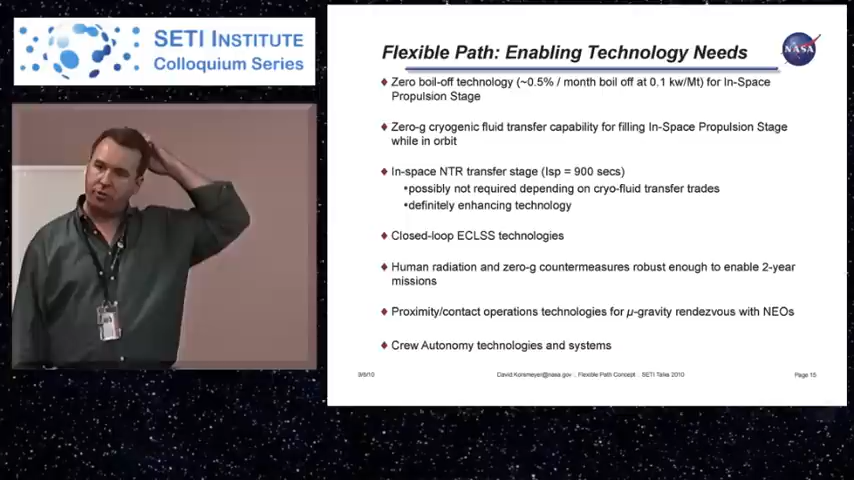 SETI INSTITUTE
Colloquium Series
Flexible Path: Enabling Technology Needs
NASA
Zero boil-off technology (~0.5% / month boil off at 0.1 kw/Mt) for In-Space
Propulsion Stage
Zero-g cryogenic fluid transfer capability for filling In-Space Propulsion Stage
while in orbit
In-space NTR transfer stage (Isp = 900 secs)
•possibly not required depending on cryo-fluid transfer trades
•definitely enhancing technology
Closed-loop ECLSS technologies
Human radiation and zero-g countermeasures robust enough to enable 2-year
missions
Proximity/contact operations technologies for µ-gravity rendezvous with NEOs
Crew Autonomy technologies and systems
David.Korsmeyer@nasa.gov : Flexible Path Concept : SETI Talks 2010
Page 15